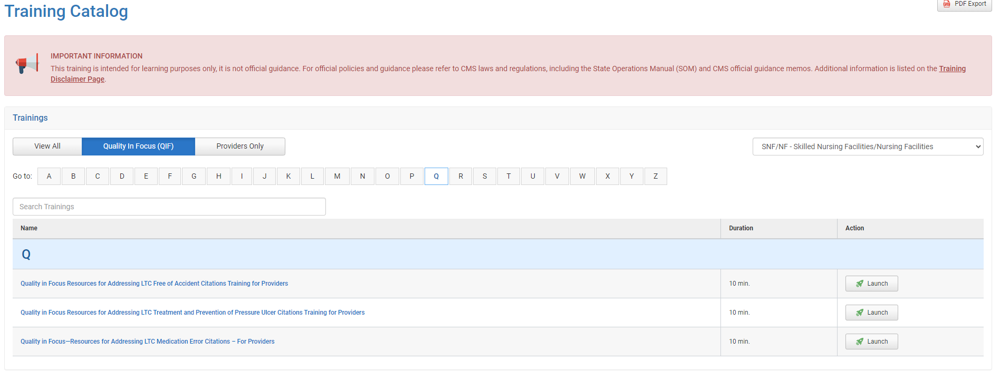 Training Catalog
PDF Export
IMPORTANT INFORMATION
This training is intended for learning purposes only, it is not official guidance. For official policies and guidance please refer to CMS laws and regulations, including the State Operations Manual (SOM) and CMS official guidance memos. Additional information is listed on the Training
Disclaimer Page.
Trainings
View All Quality In Focus (QIF) Providers Only SNF/NF - Skilled Nursing Facilities/Nursing Facilities
Go to: A B C D E F G H I J K L M N O P Q R S T U V W X Y Z
Search Trainings
Name Duration Action
Q
Quality in Focus Resources for Addressing LTC Free of Accident Citations Training for Providers 10 min. Launch
Quality in Focus Resources for Addressing LTC Treatment and Prevention of Pressure Ulcer Citations Training for Providers 10 min. Launch
Quality in Focus—Resources for Addressing LTC Medication Error Citations – For Providers 10 min. Launch